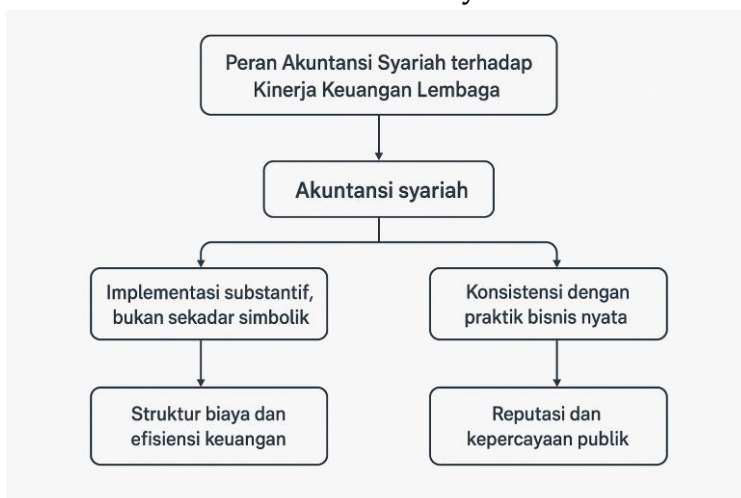 Peran Akuntansi Syariah terhadap
Kinerja Keuangan Lembaga
Akuntansi syariah
Implementasi substantif,
bukan sekadar simbolik
Konsistensi dengan
praktik bisnis nyata
Struktur biaya dan
efisiensi keuangan
Reputasi dan
kepercayaan publik